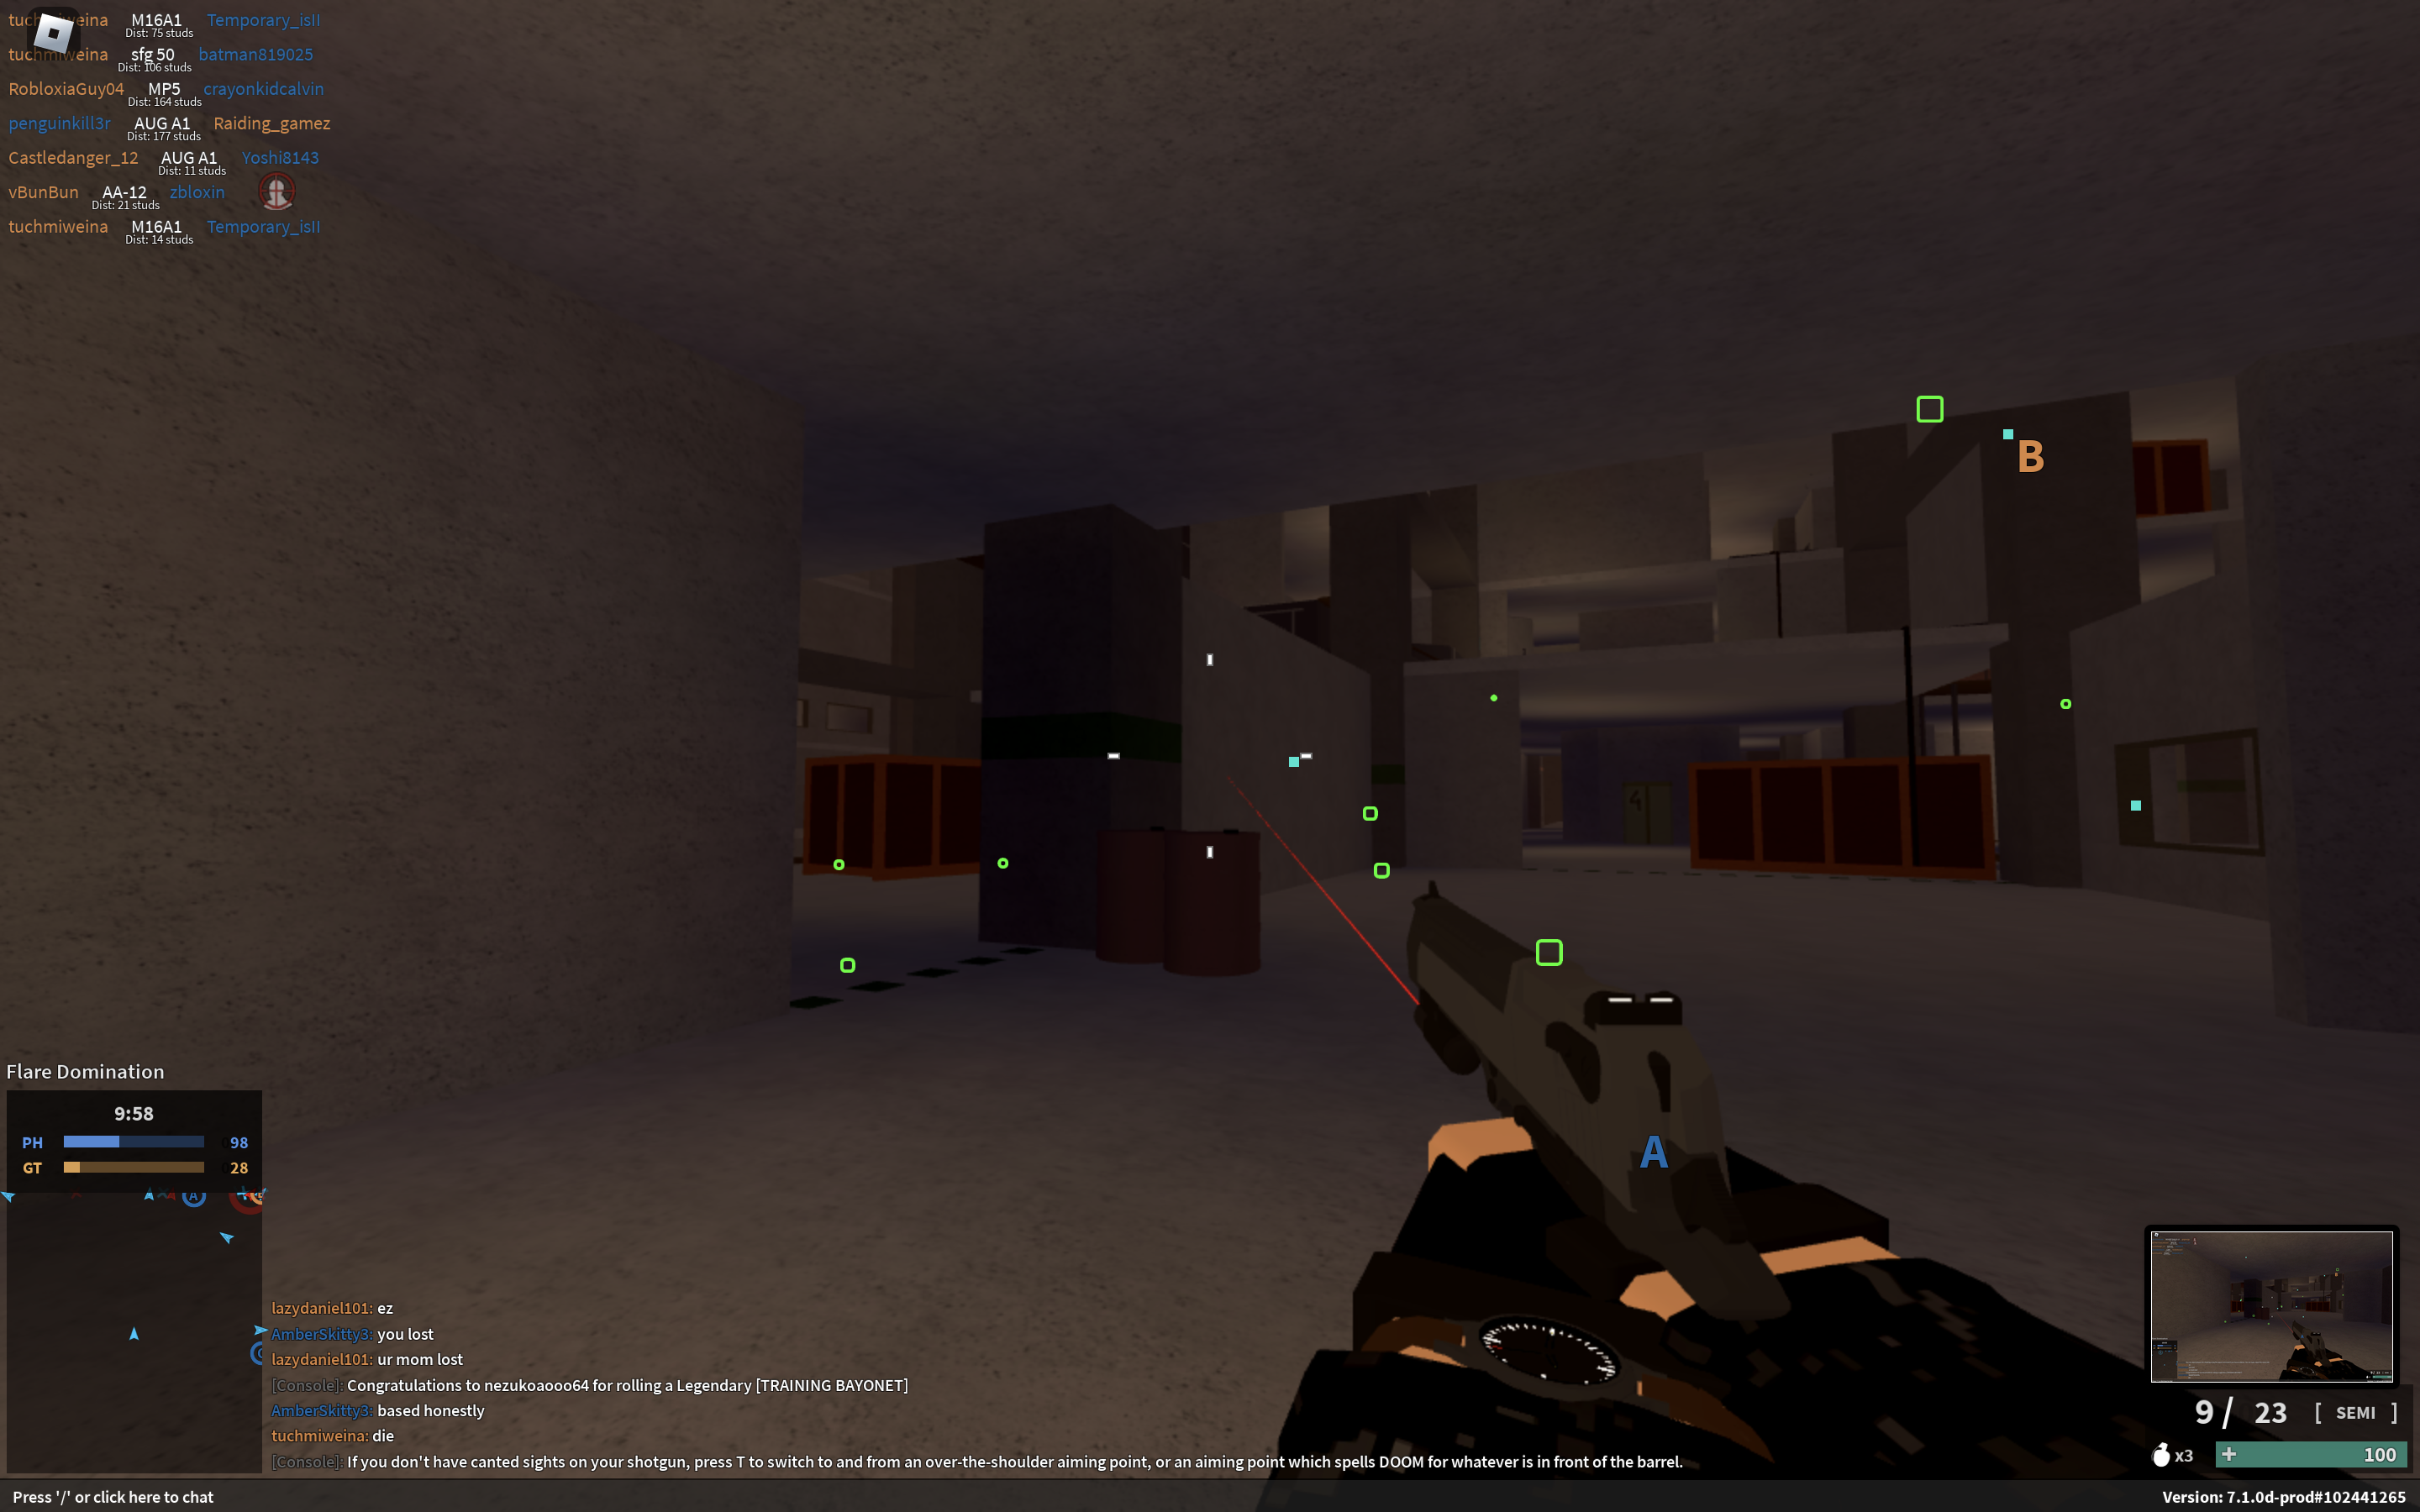 tuchmiweina M16A1 Temporary_isII
Dist: 75 studs
tuchmiweina sfg 50 batman819025
Dist: 106 studs
RobloxiaGuy04 MP5 crayonkidcalvin
Dist: 164 studs
penguinkill3r AUG A1 Raiding_gamez
Dist: 177 studs
Castledanger_12 AUG A1 Yoshi8143
Dist: 11 studs
vBunBun AA-12 zbloxin
Dist: 21 studs
tuchmiweina M16A1 Temporary_isII
Dist: 14 studs
B
4
A
Flare Domination
9:58
PH 98
GT 28
A
lazydaniel101: ez
AmberSkitty3: you lost
lazydaniel101: ur mom lost
[Console]: Congratulations to nezukoaooo64 for rolling a Legendary [TRAINING BAYONET]
AmberSkitty3: based honestly
tuchmiweina: die
[Console]: If you don't have canted sights on your shotgun, press T to switch to and from an over-the-shoulder aiming point, or an aiming point which spells DOOM for whatever is in front of the barrel.
9 / 23 [ SEMI ]
x3
+ 100
Press '/' or click here to chat
Version: 7.1.0d-prod#102441265